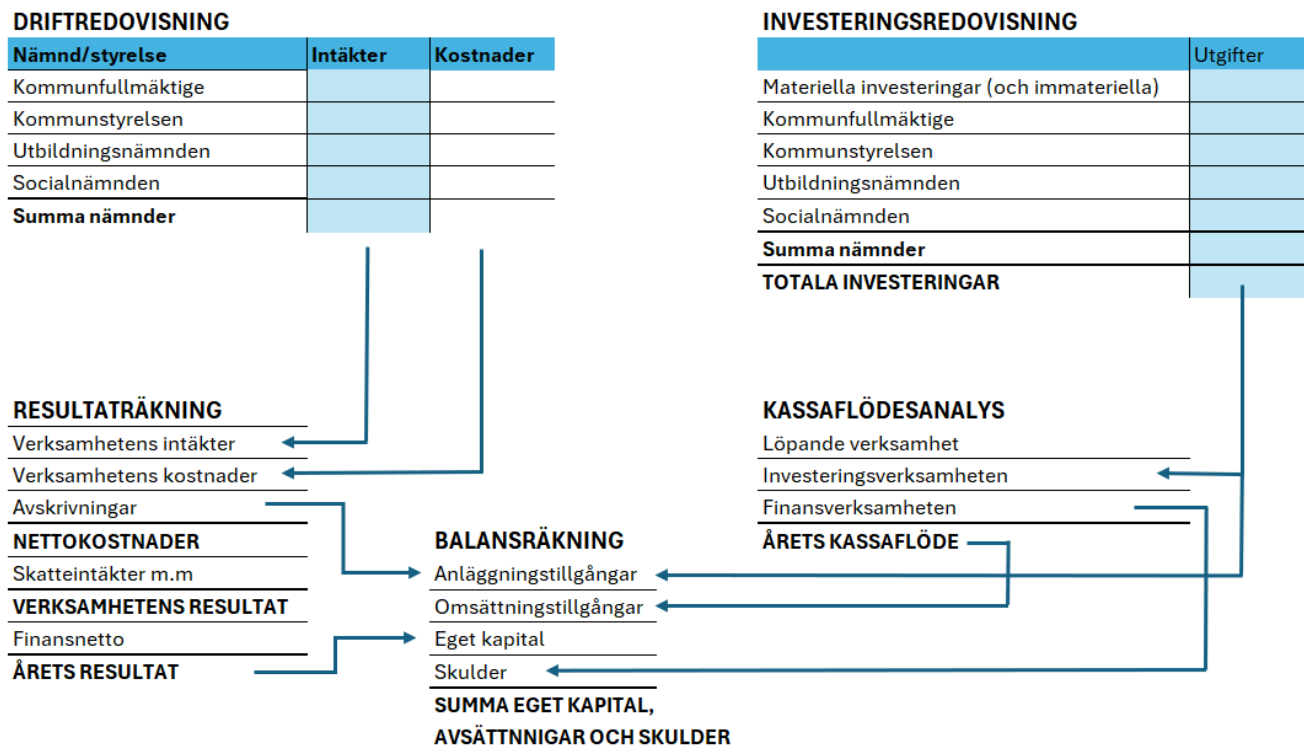 DRIFTREDOVISNING
Nämnd/styrelse Intäkter Kostnader
Kommunfullmäktige
Kommunstyrelsen
Utbildningsnämnden
Socialnämnden
Summa nämnder
INVESTERINGSREDOVISNING
Utgifter
Materiella investeringar (och immateriella)
Kommunfullmäktige
Kommunstyrelsen
Utbildningsnämnden
Socialnämnden
Summa nämnder
TOTALA INVESTERINGAR
RESULTATRÄKNING
Verksamhetens intäkter
Verksamhetens kostnader
Avskrivningar
NETTOKOSTNADER
Skatteintäkter m.m
VERKSAMHETENS RESULTAT
Finansnetto
ÅRETS RESULTAT
BALANSRÄKNING
Anläggningstillgångar
Omsättningstillgångar
Eget kapital
Skulder
SUMMA EGET KAPITAL,
AVSÄTTNNIGAR OCH SKULDER
KASSAFLÖDESANALYS
Löpande verksamhet
Investeringsverksamheten
Finansverksamheten
ÅRETS KASSAFLÖDE